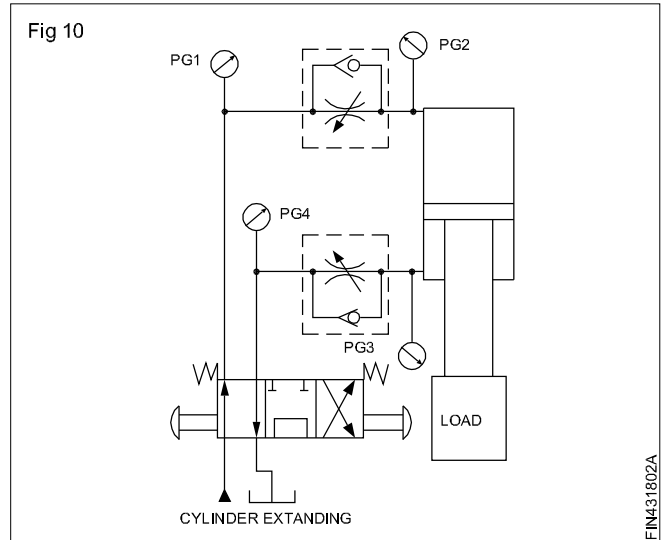 Fig 10
PG1
PG2
PG4
PG3
LOAD
CYLINDER EXTANDING
FIN431802A